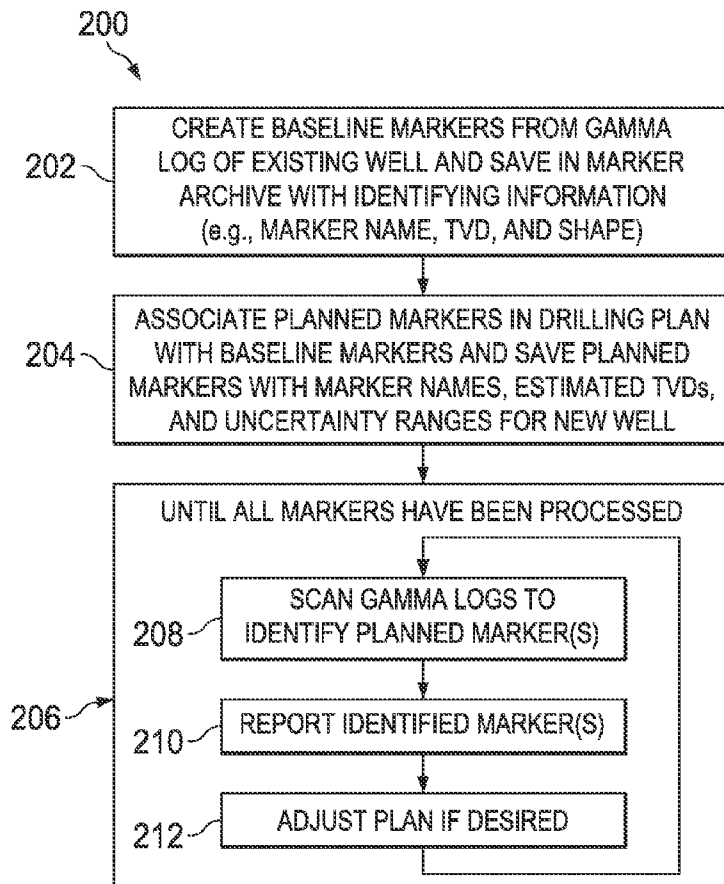 200
CREATE BASELINE MARKERS FROM GAMMA
LOG OF EXISTING WELL AND SAVE IN MARKER
ARCHIVE WITH IDENTIFYING INFORMATION
(e.g., MARKER NAME, TVD, AND SHAPE)
202
ASSOCIATE PLANNED MARKERS IN DRILLING PLAN
WITH BASELINE MARKERS AND SAVE PLANNED
MARKERS WITH MARKER NAMES, ESTIMATED TVDs,
AND UNCERTAINTY RANGES FOR NEW WELL
204
UNTIL ALL MARKERS HAVE BEEN PROCESSED
SCAN GAMMA LOGS TO
IDENTIFY PLANNED MARKER(S)
208
206
REPORT IDENTIFIED MARKER(S)
210
ADJUST PLAN IF DESIRED
212